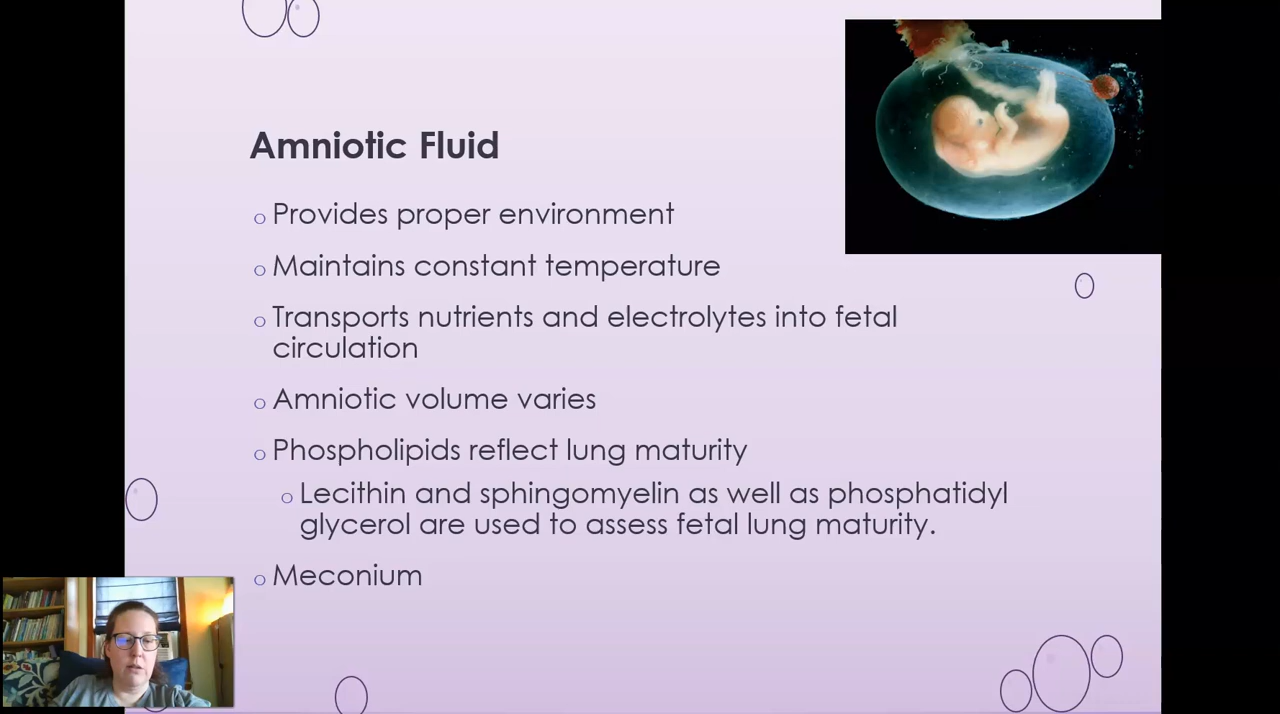 Amniotic Fluid
Provides proper environment
Maintains constant temperature
Transports nutrients and electrolytes into fetal
circulation
Amniotic volume varies
Phospholipids reflect lung maturity
Lecithin and sphingomyelin as well as phosphatidyl
glycerol are used to assess fetal lung maturity.
Meconium